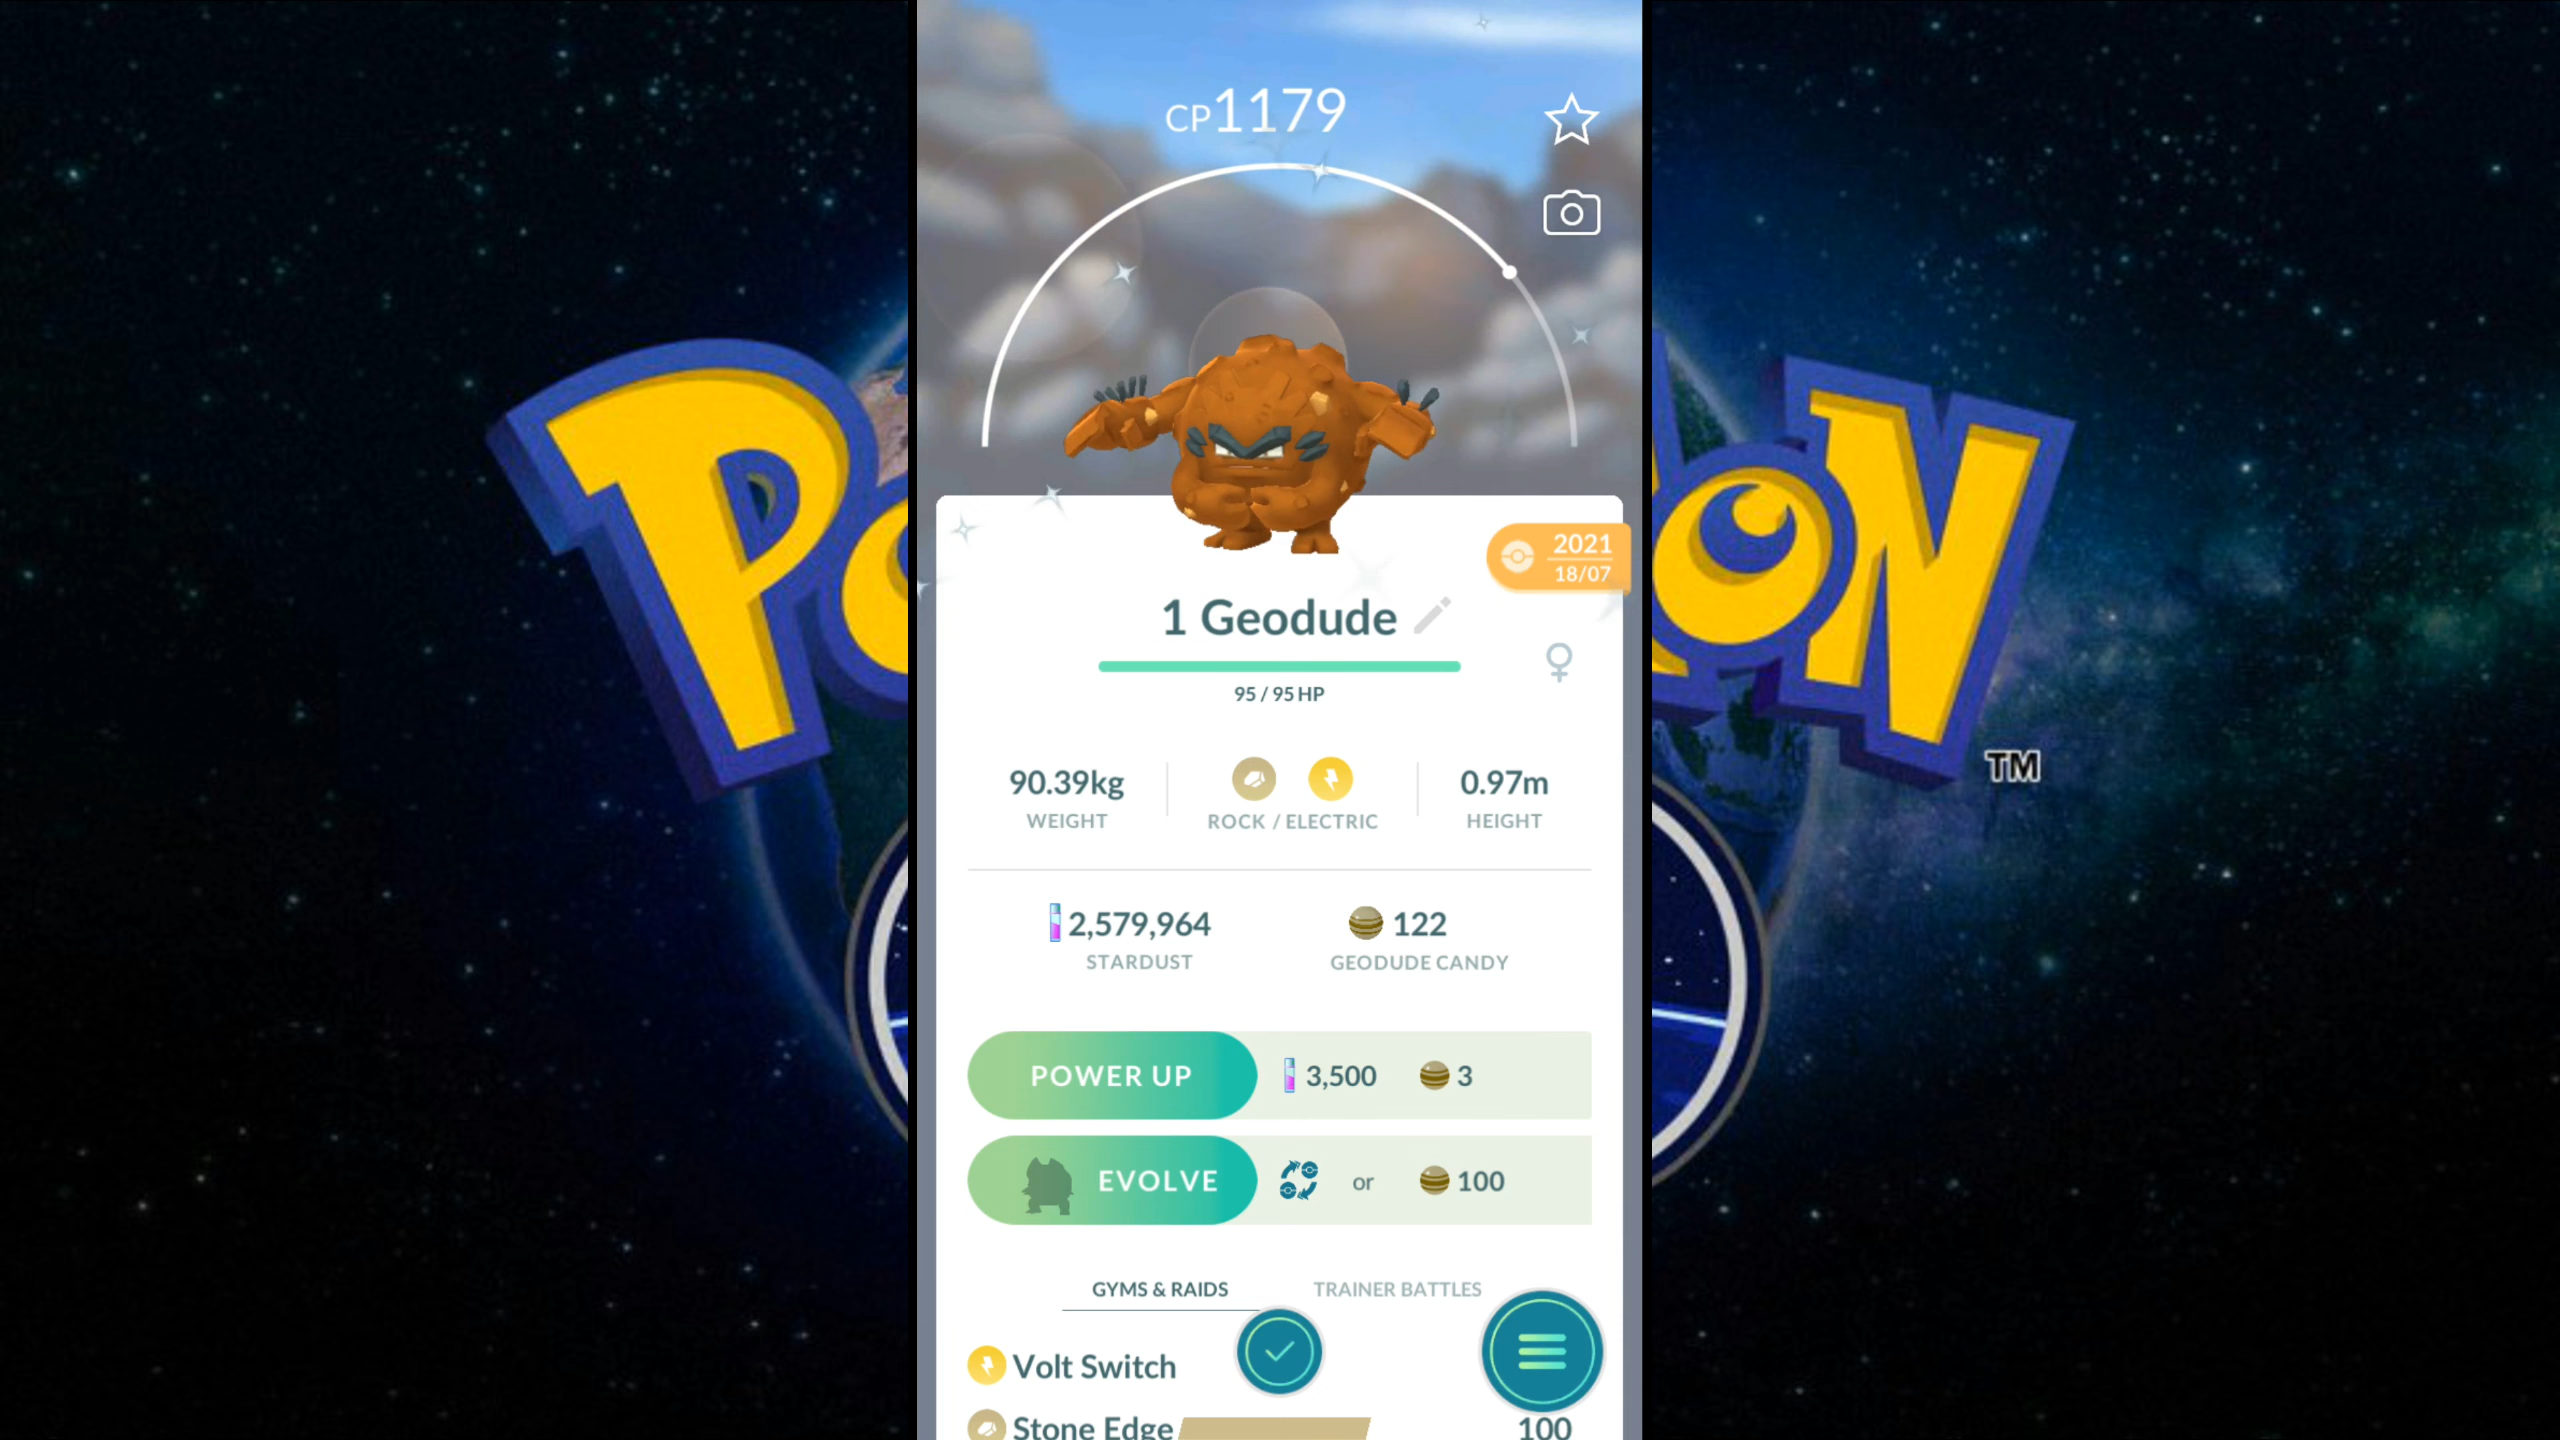 CP1179
2021
18/07
1 Geodude
95 / 95 HP
90.39kg
WEIGHT
ROCK / ELECTRIC
0.97m
HEIGHT
2,579,964
STARDUST
122
GEODUDE CANDY
POWER UP 3,500 3
EVOLVE or 100
GYMS & RAIDS TRAINER BATTLES
Volt Switch
Stone Edge 100
P
ON
TM